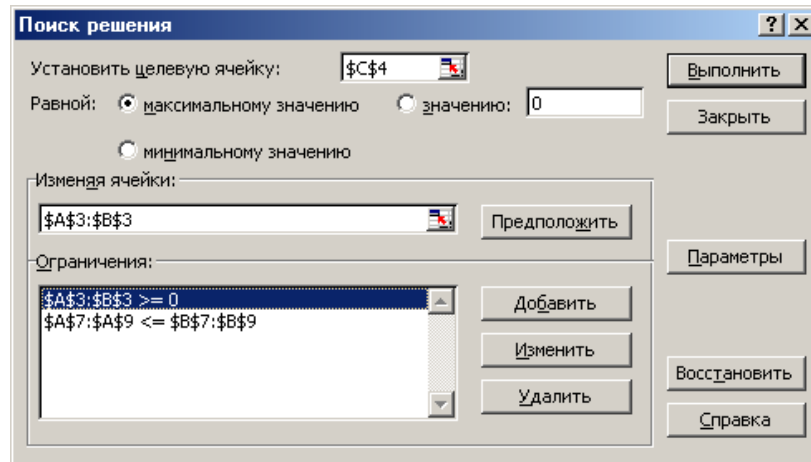 Поиск решения
Установить целевую ячейку: $C$4
Выполнить
Равной: максимальному значению значению: 0
Закрыть
минимальному значению
Изменяя ячейки:
$A$3:$B$3
Предположить
Параметры
Ограничения:
$A$3:$B$3 >= 0
$A$7:$A$9 <= $B$7:$B$9
Добавить
Изменить
Удалить
Восстановить
Справка